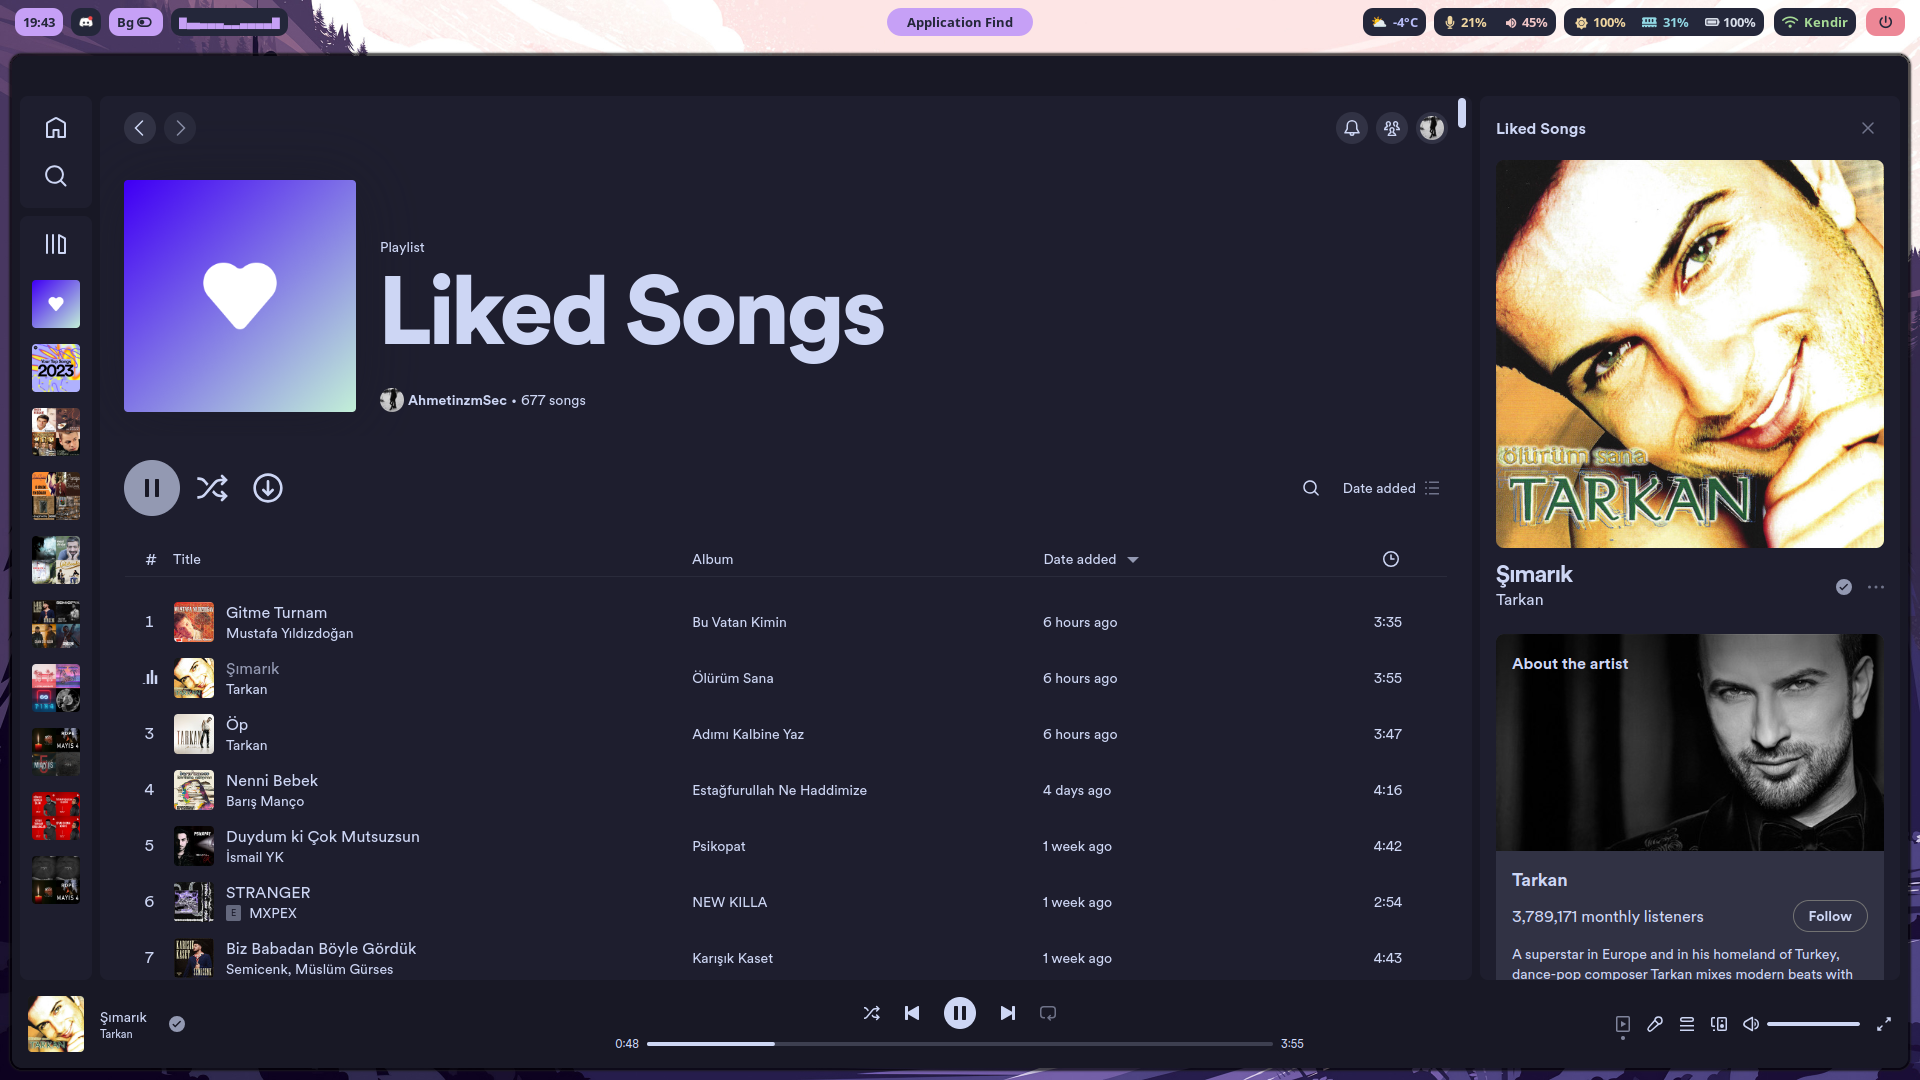 19:43
Bg
Application Find
-4°C
21%
45%
100%
31%
100%
Kendir
Playlist
Liked Songs
AhmetinzmSec • 677 songs
Date added
# Title Album Date added
1 Gitme Turnam Bu Vatan Kimin 6 hours ago 3:35
Mustafa Yıldızdoğan
Şımarık Ölürüm Sana 6 hours ago 3:55
Tarkan
3 Öp Adımı Kalbine Yaz 6 hours ago 3:47
Tarkan
4 Nenni Bebek Estağfurullah Ne Haddimize 4 days ago 4:16
Barış Manço
5 Duydum ki Çok Mutsuzsun Psikopat 1 week ago 4:42
İsmail YK
6 STRANGER NEW KILLA 1 week ago 2:54
E MXPEX
7 Biz Babadan Böyle Gördük Karışık Kaset 1 week ago 4:43
Semicenk, Müslüm Gürses
2023
Liked Songs
ölürüm sana
TARKAN
Şımarık
Tarkan
About the artist
Tarkan
3,789,171 monthly listeners
Follow
A superstar in Europe and in his homeland of Turkey,
dance-pop composer Tarkan mixes modern beats with
Şımarık
Tarkan
0:48
3:55